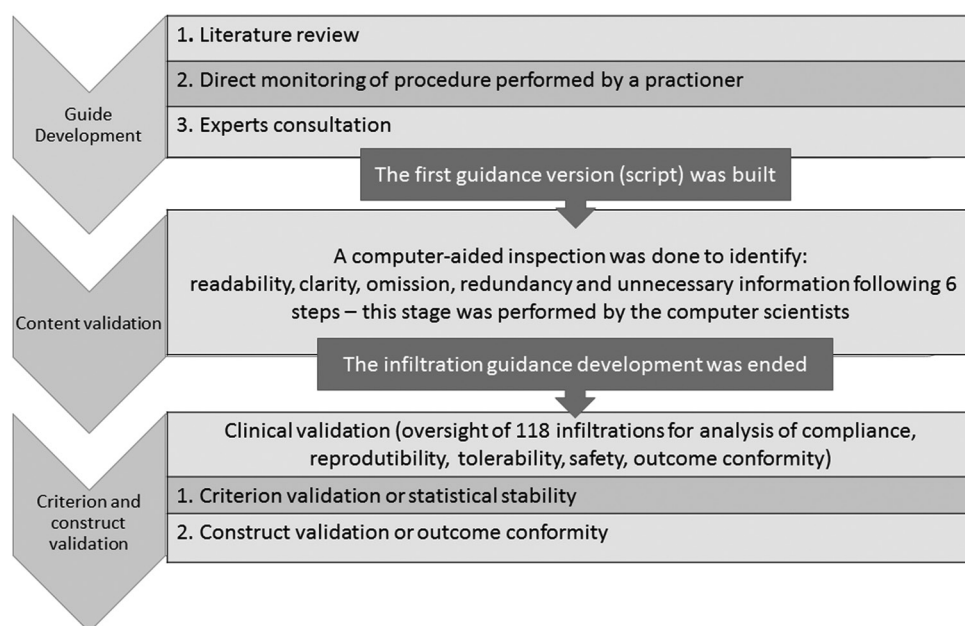 1. Literature review
2. Direct monitoring of procedure performed by a practioner
Guide
Development
3. Experts consultation
The first guidance version (script) was built
A computer-aided inspection was done to identify:
readability, clarity, omission, redundancy and unnecessary information following 6
steps – this stage was performed by the computer scientists
Content validation
The infiltration guidance development was ended
Clinical validation (oversight of 118 infiltrations for analysis of compliance,
reprodutibility, tolerability, safety, outcome conformity)
Criterion and
construct
validation
1. Criterion validation or statistical stability
2. Construct validation or outcome conformity